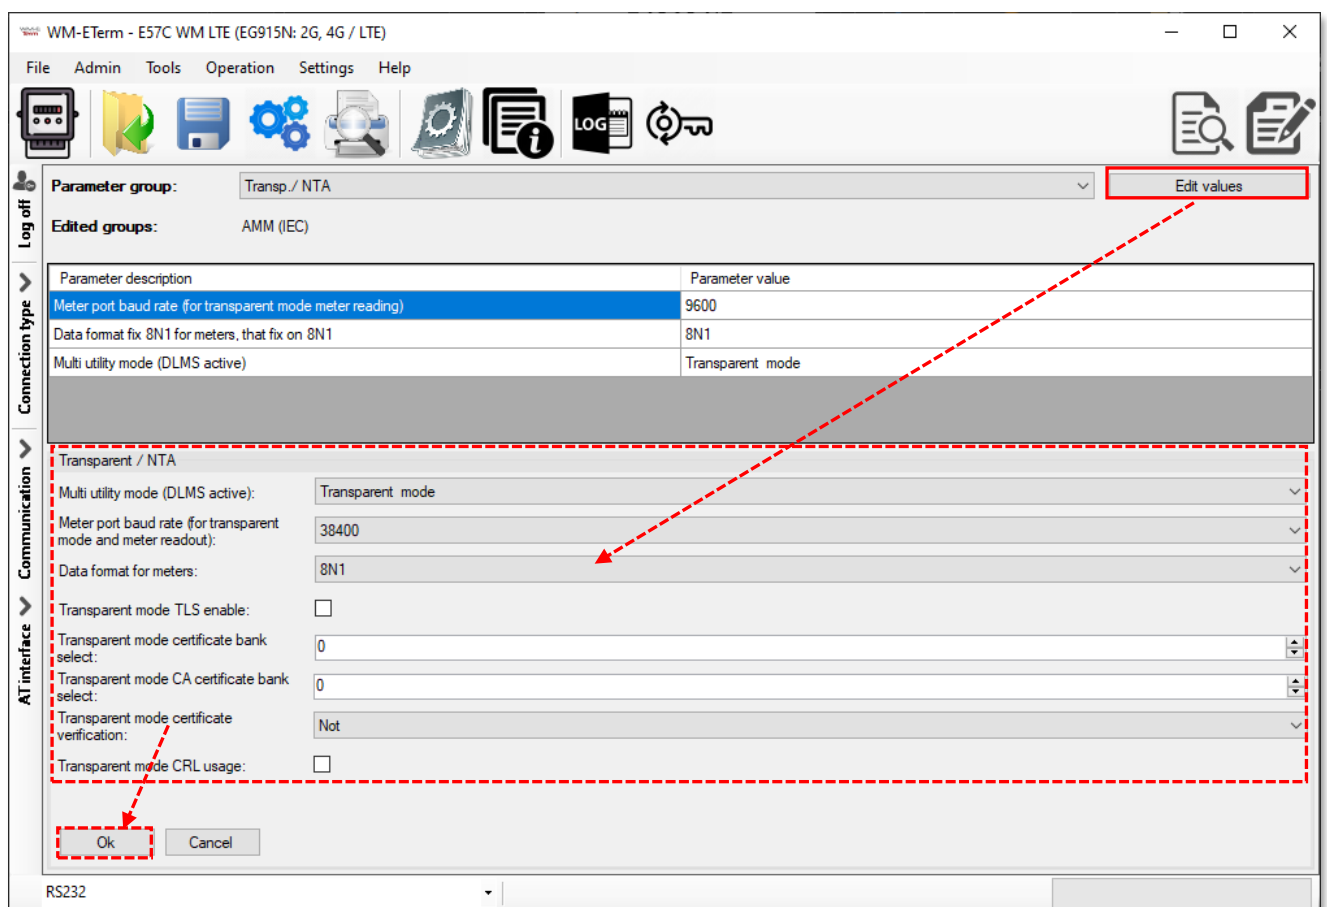 WM-ETerm - E57C WM LTE (EG915N: 2G, 4G / LTE)
File Admin Tools Operation Settings Help
LOG
Log off
Connection type
Communication
AT interface
Parameter group: Transp./ NTA Edit values
Edited groups: AMM (IEC)
Parameter description Parameter value
Meter port baud rate (for transparent mode meter reading) 9600
Data format fix 8N1 for meters, that fix on 8N1 8N1
Multi utility mode (DLMS active) Transparent mode
Transparent / NTA
Multi utility mode (DLMS active): Transparent mode
Meter port baud rate (for transparent
mode and meter readout): 38400
Data format for meters: 8N1
Transparent mode TLS enable:
Transparent mode certificate bank
select: 0
Transparent mode CA certificate bank
select: 0
Transparent mode certificate
verification: Not
Transparent mode CRL usage:
Ok Cancel
RS232